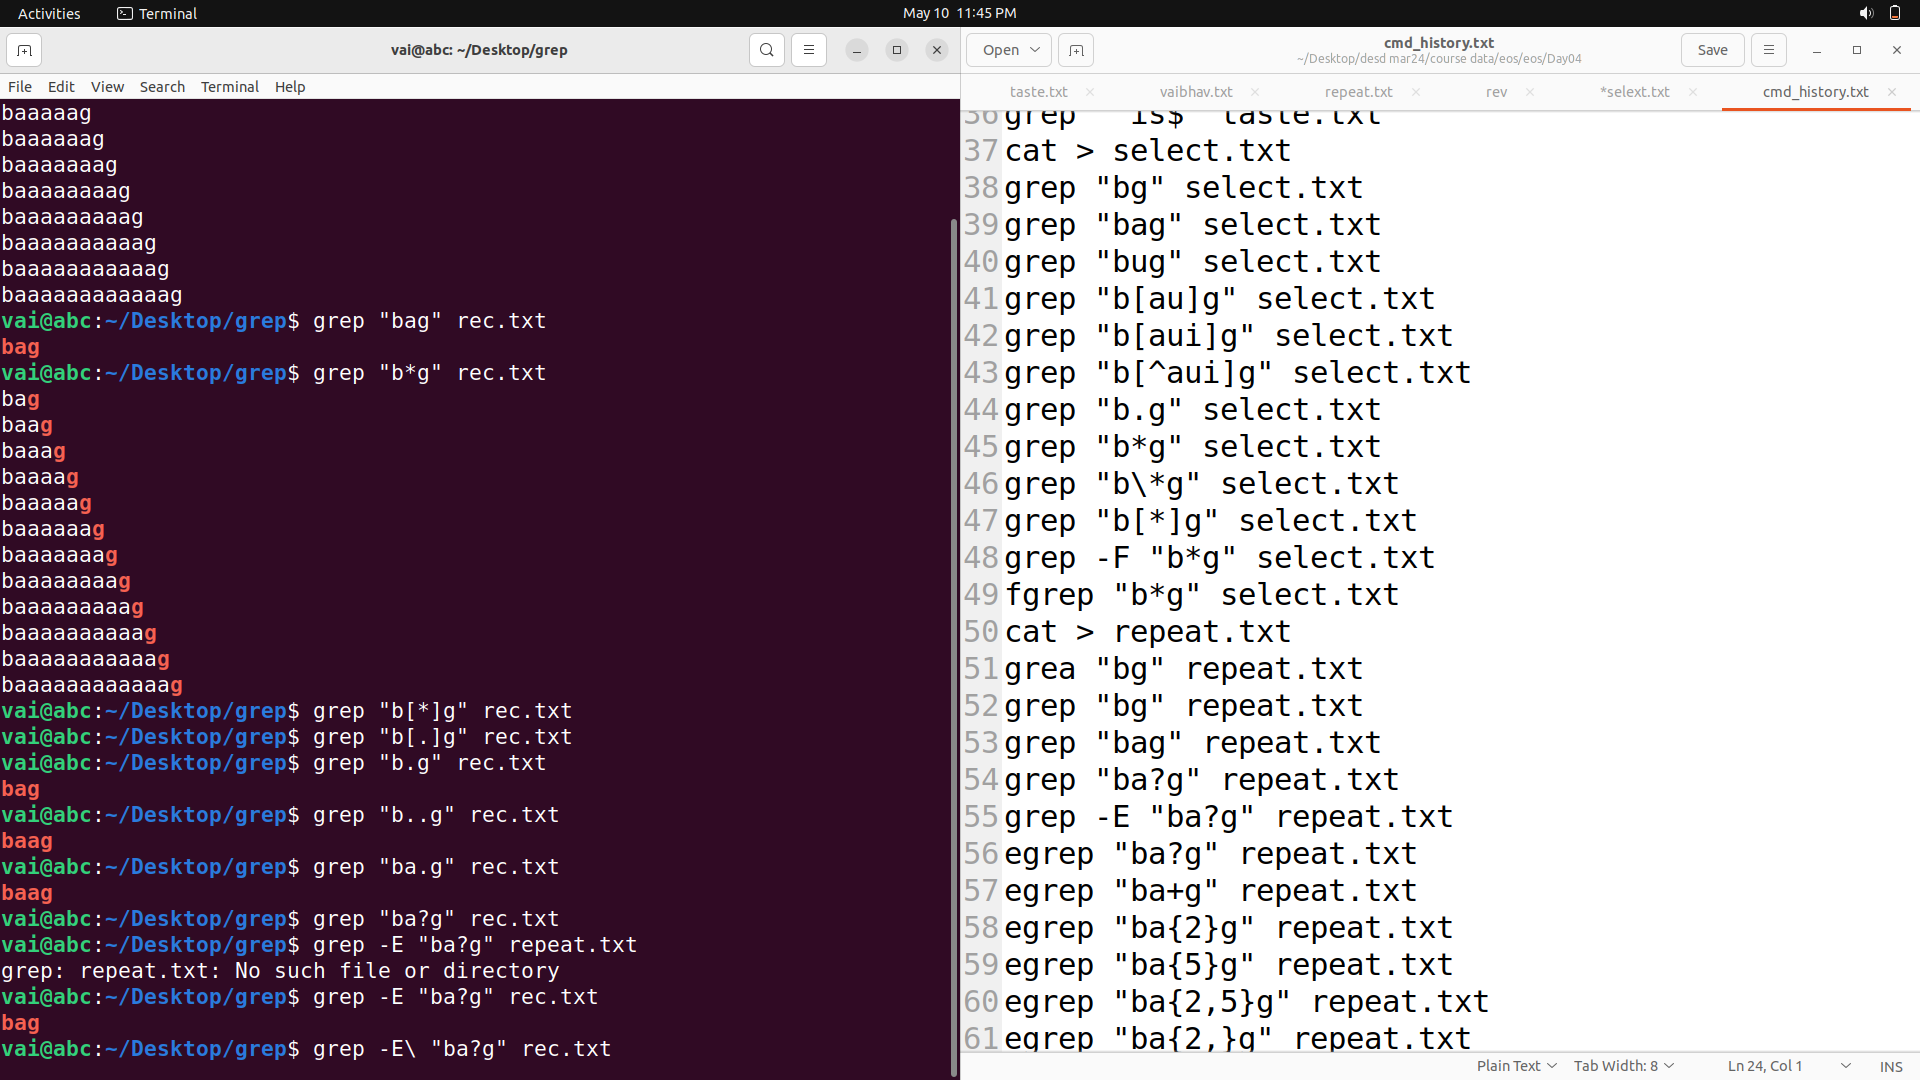 Activities Terminal May 10 11:45 PM
vai@abc: ~/Desktop/grep
File Edit View Search Terminal Help
baaaaag
baaaaaag
baaaaaaag
baaaaaaaag
baaaaaaaaag
baaaaaaaaaag
baaaaaaaaaaag
baaaaaaaaaaaag
vai@abc:~/Desktop/grep$ grep "bag" rec.txt
bag
vai@abc:~/Desktop/grep$ grep "b*g" rec.txt
bag
baag
baaag
baaaag
baaaaag
baaaaaag
baaaaaaag
baaaaaaaag
baaaaaaaaag
baaaaaaaaaag
baaaaaaaaaaag
baaaaaaaaaaaag
vai@abc:~/Desktop/grep$ grep "b[*]g" rec.txt
vai@abc:~/Desktop/grep$ grep "b[.]g" rec.txt
vai@abc:~/Desktop/grep$ grep "b.g" rec.txt
bag
vai@abc:~/Desktop/grep$ grep "b..g" rec.txt
baag
vai@abc:~/Desktop/grep$ grep "ba.g" rec.txt
baag
vai@abc:~/Desktop/grep$ grep "ba?g" rec.txt
vai@abc:~/Desktop/grep$ grep -E "ba?g" repeat.txt
grep: repeat.txt: No such file or directory
vai@abc:~/Desktop/grep$ grep -E "ba?g" rec.txt
bag
vai@abc:~/Desktop/grep$ grep -E\ "ba?g" rec.txt
Open cmd_history.txt Save
~/Desktop/desd mar24/course data/eos/eos/Day04
taste.txt vaibhav.txt repeat.txt rev *selext.txt cmd_history.txt
36 grep " is$" taste.txt
37 cat > select.txt
38 grep "bg" select.txt
39 grep "bag" select.txt
40 grep "bug" select.txt
41 grep "b[au]g" select.txt
42 grep "b[aui]g" select.txt
43 grep "b[^aui]g" select.txt
44 grep "b.g" select.txt
45 grep "b*g" select.txt
46 grep "b\*g" select.txt
47 grep "b[*]g" select.txt
48 grep -F "b*g" select.txt
49 fgrep "b*g" select.txt
50 cat > repeat.txt
51 grea "bg" repeat.txt
52 grep "bg" repeat.txt
53 grep "bag" repeat.txt
54 grep "ba?g" repeat.txt
55 grep -E "ba?g" repeat.txt
56 egrep "ba?g" repeat.txt
57 egrep "ba+g" repeat.txt
58 egrep "ba{2}g" repeat.txt
59 egrep "ba{5}g" repeat.txt
60 egrep "ba{2,5}g" repeat.txt
61 egrep "ba{2,}g" repeat.txt
Plain Text Tab Width: 8 Ln 24, Col 1 INS